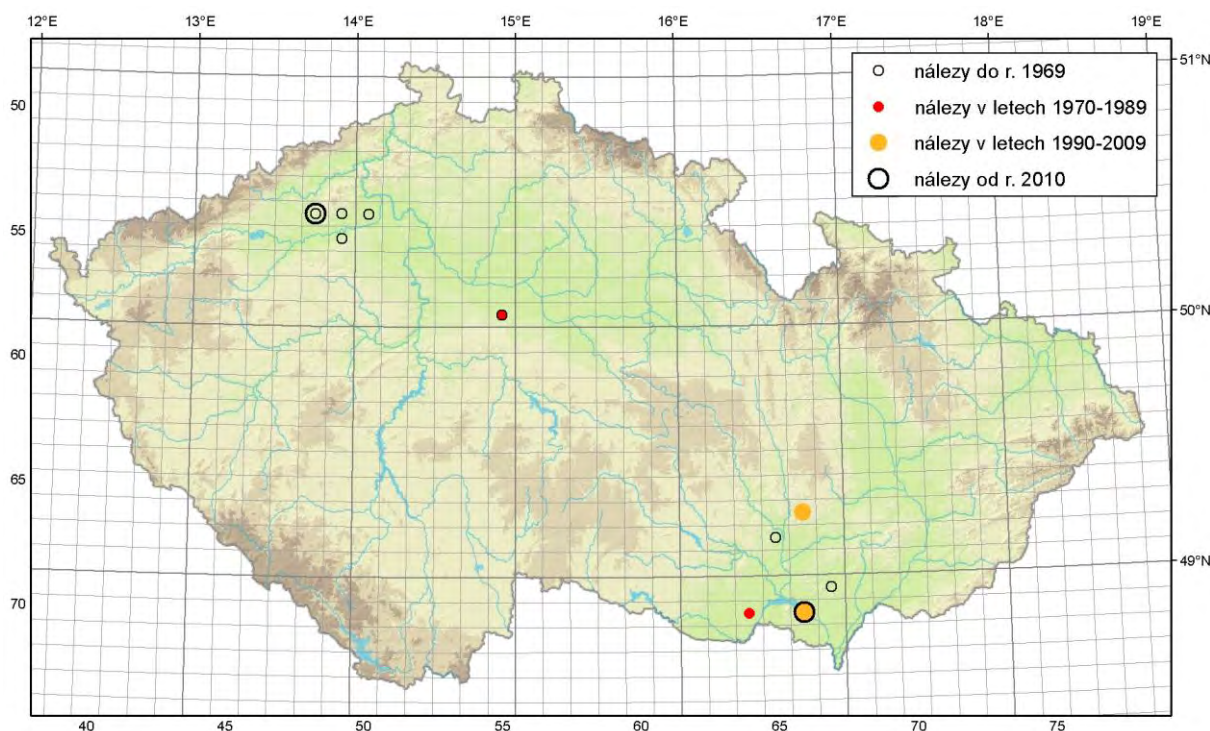 12°E 13°E 14°E 15°E 16°E 17°E 18°E 19°E
nálezy do r. 1969
nálezy v letech 1970-1989
nálezy v letech 1990-2009
nálezy od r. 2010
51°N
50
55
50°N
60
65
49°N
70
40 45 50 55 60 65 70 75